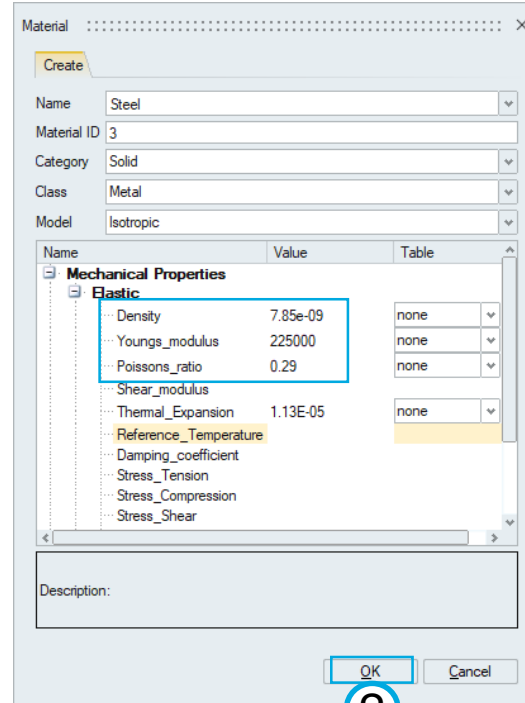 Material
Create
Name Steel
Material ID 3
Category Solid
Class Metal
Model Isotropic
Name Value Table
Mechanical Properties
Elastic
Density 7.85e-09 none
Youngs_modulus 225000 none
Poissons_ratio 0.29 none
Shear_modulus
Thermal_Expansion 1.13E-05 none
Reference_Temperature
Damping_coefficient
Stress_Tension
Stress_Compression
Stress_Shear
Description:
OK Cancel